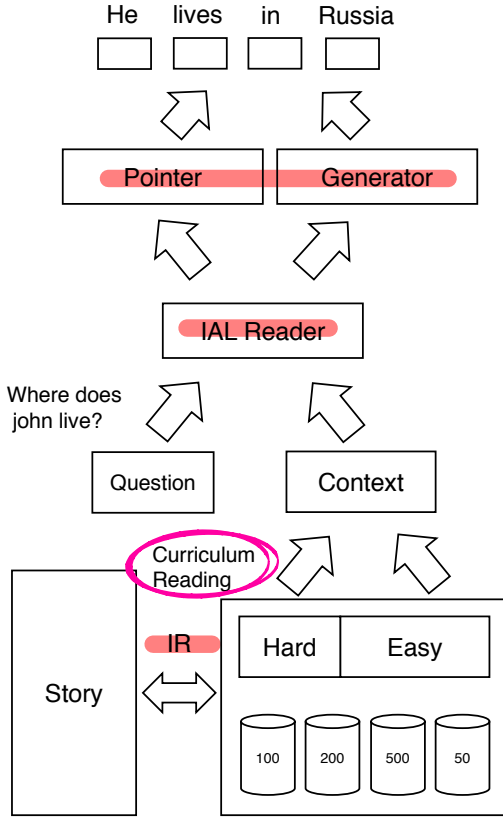 He lives in Russia
Pointer Generator
IAL Reader
Where does
john live?
Question Context
Curriculum
Reading
IR
Hard Easy
Story
100 200 500 50